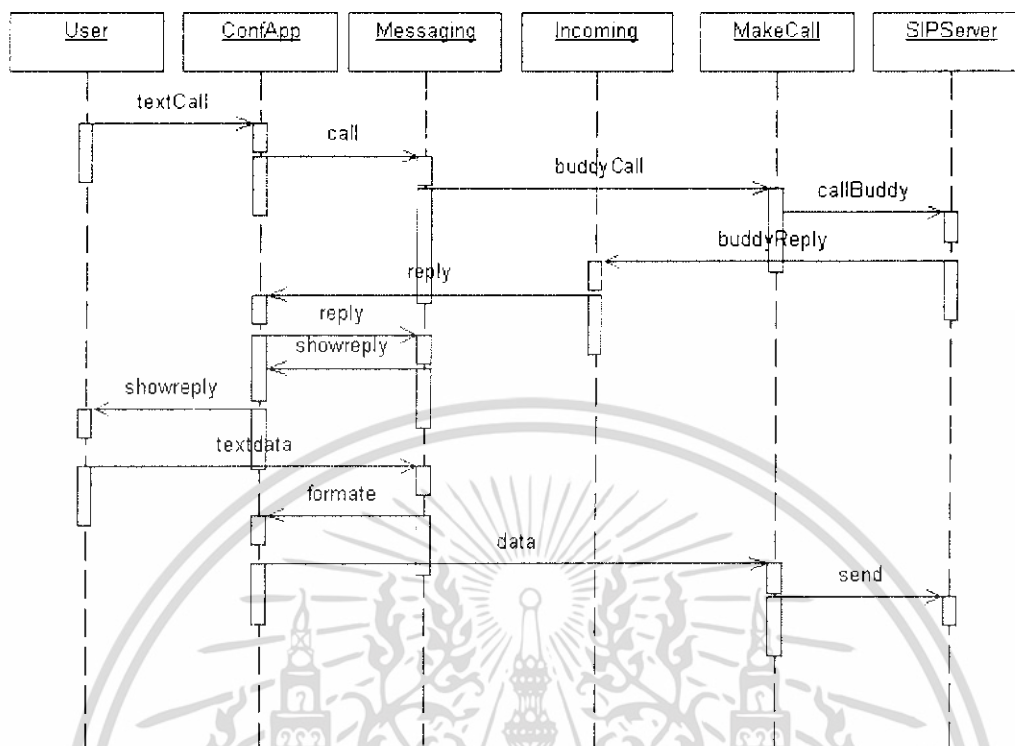 User ConfApp Messaging Incoming MakeCall SIPServer
textCall
call
buddyCall
callBuddy
buddyReply
reply
reply
showreply
showreply
textdata
formate
data
send